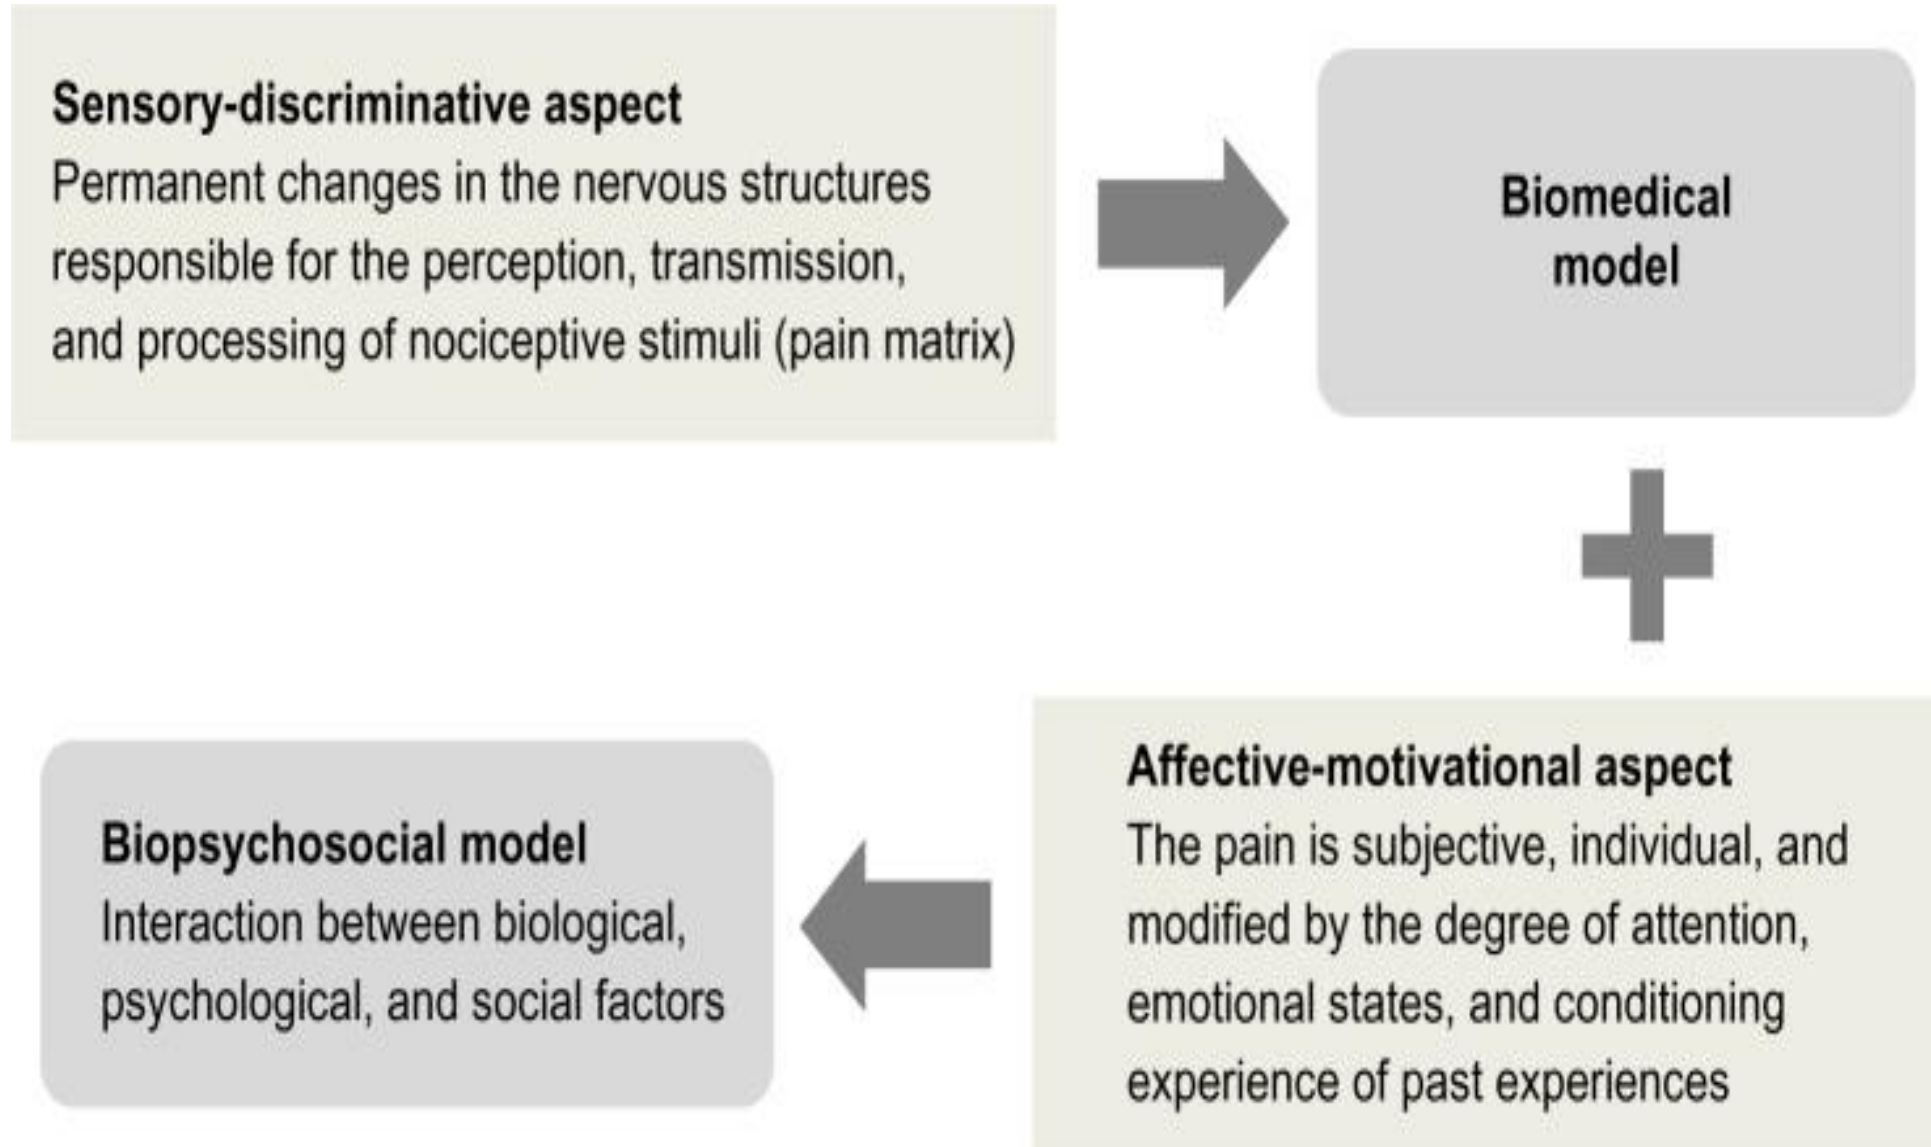 Sensory-discriminative aspect
Permanent changes in the nervous structures
responsible for the perception, transmission,
and processing of nociceptive stimuli (pain matrix)
Biomedical
model
Affective-motivational aspect
The pain is subjective, individual, and
modified by the degree of attention,
emotional states, and conditioning
experience of past experiences
Biopsychosocial model
Interaction between biological,
psychological, and social factors